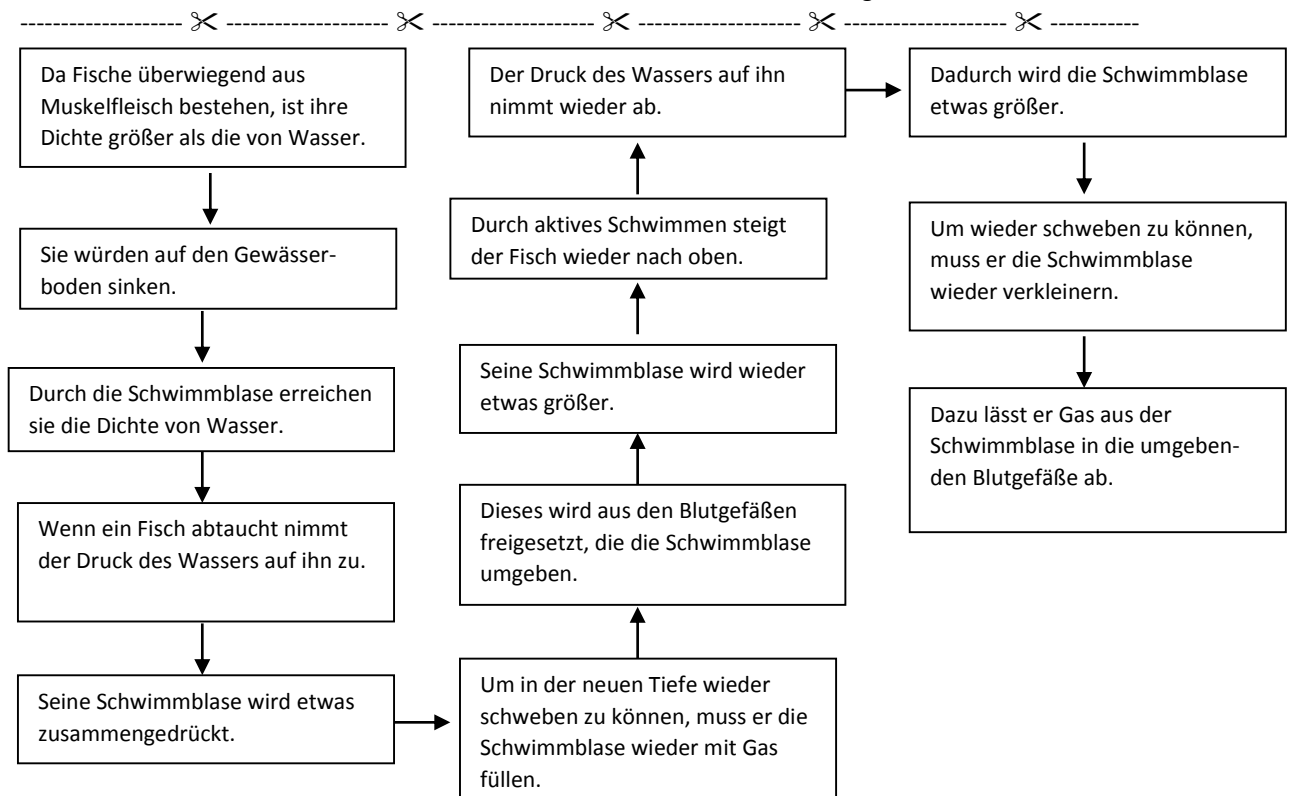 ------------------- ✂ -------------------- ✂ -------------------- ✂ -------------------- ✂ -------------------- ✂ -----------
Da Fische überwiegend aus
Muskelfleisch bestehen, ist ihre
Dichte größer als die von Wasser.
Sie würden auf den Gewässer-
boden sinken.
Durch die Schwimmblase erreichen
sie die Dichte von Wasser.
Wenn ein Fisch abtaucht nimmt
der Druck des Wassers auf ihn zu.
Seine Schwimmblase wird etwas
zusammengedrückt.
Um in der neuen Tiefe wieder
schweben zu können, muss er die
Schwimmblase wieder mit Gas
füllen.
Dieses wird aus den Blutgefäßen
freigesetzt, die die Schwimmblase
umgeben.
Seine Schwimmblase wird wieder
etwas größer.
Durch aktives Schwimmen steigt
der Fisch wieder nach oben.
Der Druck des Wassers auf ihn
nimmt wieder ab.
Dadurch wird die Schwimmblase
etwas größer.
Um wieder schweben zu können,
muss er die Schwimmblase
wieder verkleinern.
Dazu lässt er Gas aus der
Schwimmblase in die umgeben-
den Blutgefäße ab.